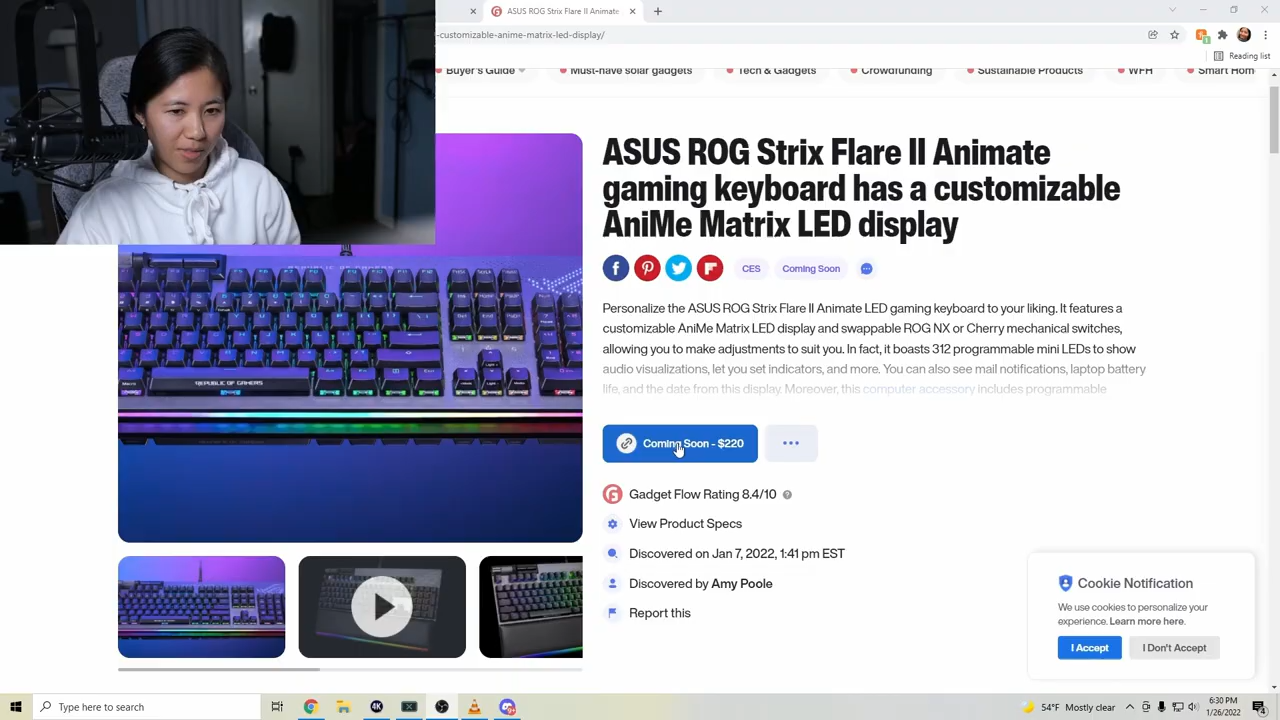 ASUS ROG Strix Flare II Animate
-customizable-anime-matrix-led-display/
Reading list
Buyer's Guide
Must-have solar gadgets
Tech & Gadgets
Crowdfunding
Sustainable Products
WFH
Smart Hom
ASUS ROG Strix Flare II Animate
gaming keyboard has a customizable
AniMe Matrix LED display
CES
Coming Soon
Personalize the ASUS ROG Strix Flare II Animate LED gaming keyboard to your liking. It features a
customizable AniMe Matrix LED display and swappable ROG NX or Cherry mechanical switches,
allowing you to make adjustments to suit you. In fact, it boasts 312 programmable mini LEDs to show
audio visualizations, let you set indicators, and more. You can also see mail notifications, laptop battery
life, and the date from this display. Moreover, this computer accessory includes programmable
REPUBLIC OF GAMERS
Coming Soon - $220
Gadget Flow Rating 8.4/10
View Product Specs
Discovered on Jan 7, 2022, 1:41 pm EST
Discovered by Amy Poole
Report this
Cookie Notification
We use cookies to personalize your
experience. Learn more here.
I Accept
I Don't Accept
Type here to search
54°F Mostly clear
6:30 PM
1/26/2022